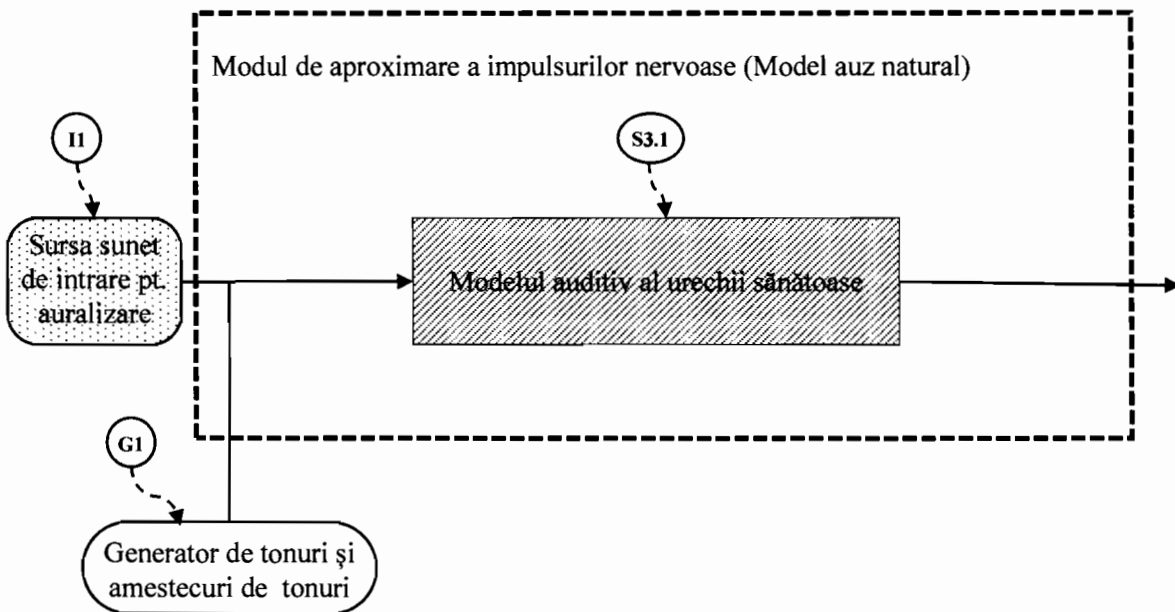 Modul de aproximare a impulsurilor nervoase (Model auz natural)
I1
S3.1
Sursa sunet
de intrare pt.
auralizare
Modelul auditiv al urechii sănătoase
G1
Generator de tonuri și
amestecuri de tonuri